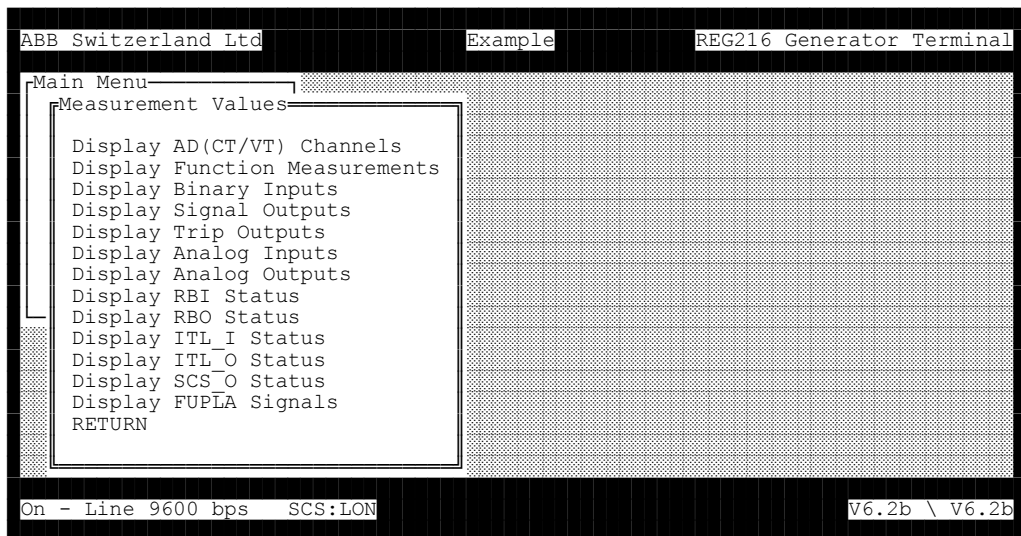 ABB Switzerland Ltd Example REG216 Generator Terminal
Main Menu
Measurement Values
Display AD(CT/VT) Channels
Display Function Measurements
Display Binary Inputs
Display Signal Outputs
Display Trip Outputs
Display Analog Inputs
Display Analog Outputs
Display RBI Status
Display RBO Status
Display ITL_I Status
Display ITL_O Status
Display SCS_O Status
Display FUPLA Signals
RETURN
On - Line 9600 bps SCS:LON V6.2b \ V6.2b